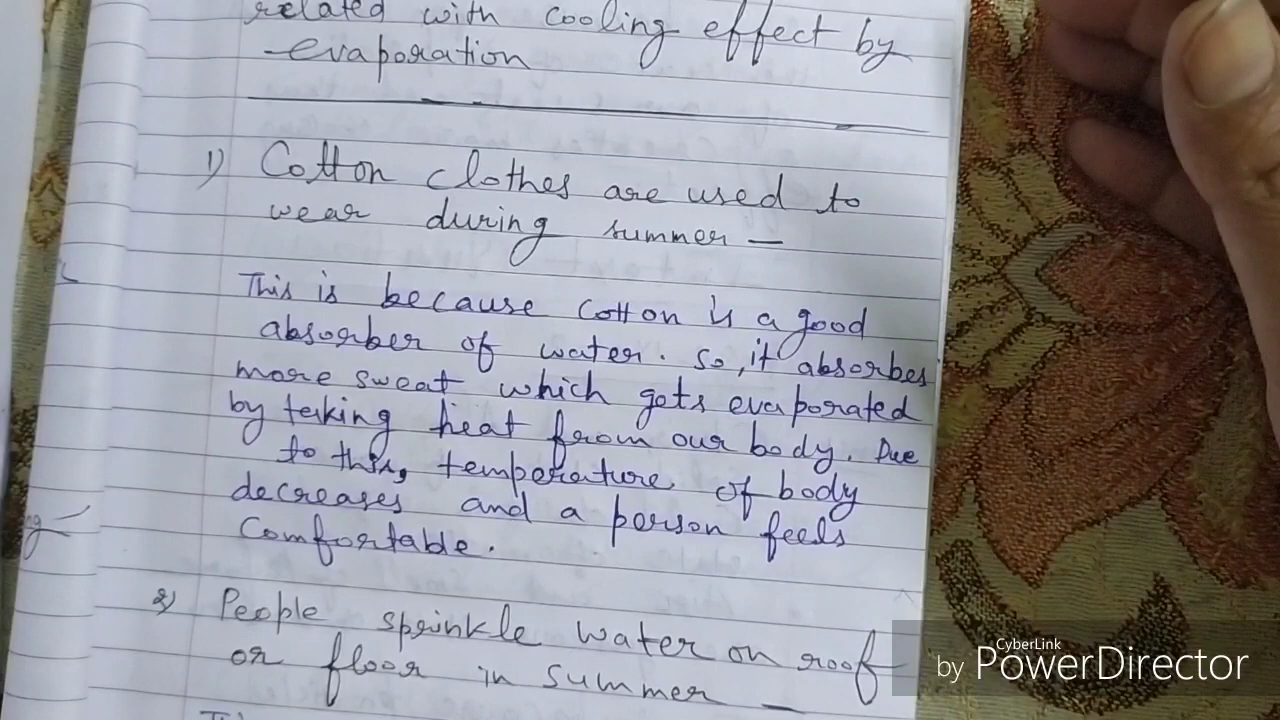 related with cooling effect by
evaporation
1) Cotton clothes are used to
wear during summer —
This is because cotton is a good
absorber of water. So, it absorbes
more sweat which gets evaporated
by taking heat from our body. Due
to this, temperature of body
decreases and a person feels
Comfortable.
2) People sprinkle water on roof
or floor in summer —
CyberLink
by PowerDirector